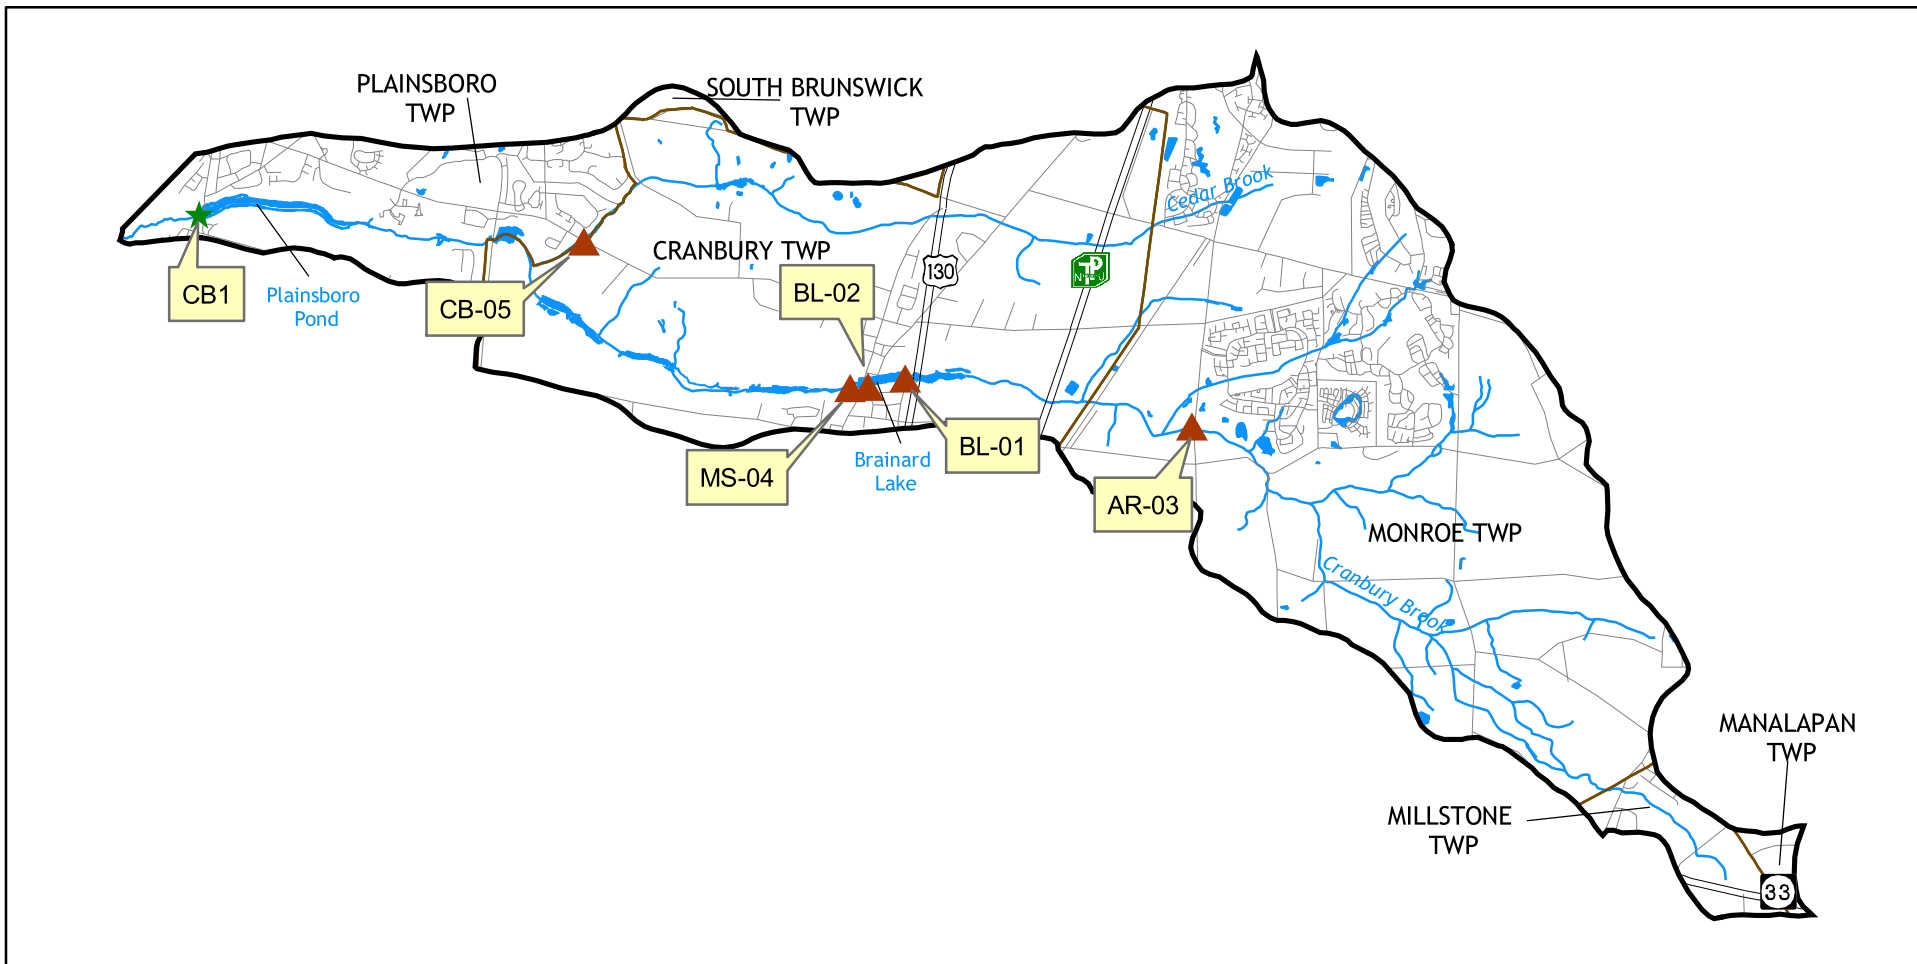 PLAINSBORO
TWP
SOUTH BRUNSWICK
TWP
Cedar Brook
CRANBURY TWP
130
TP
CB1
Plainsboro
Pond
CB-05
BL-02
BL-01
MS-04
Brainard
Lake
AR-03
MONROE TWP
Cranbury Brook
MANALAPAN
TWP
MILLSTONE
TWP
33